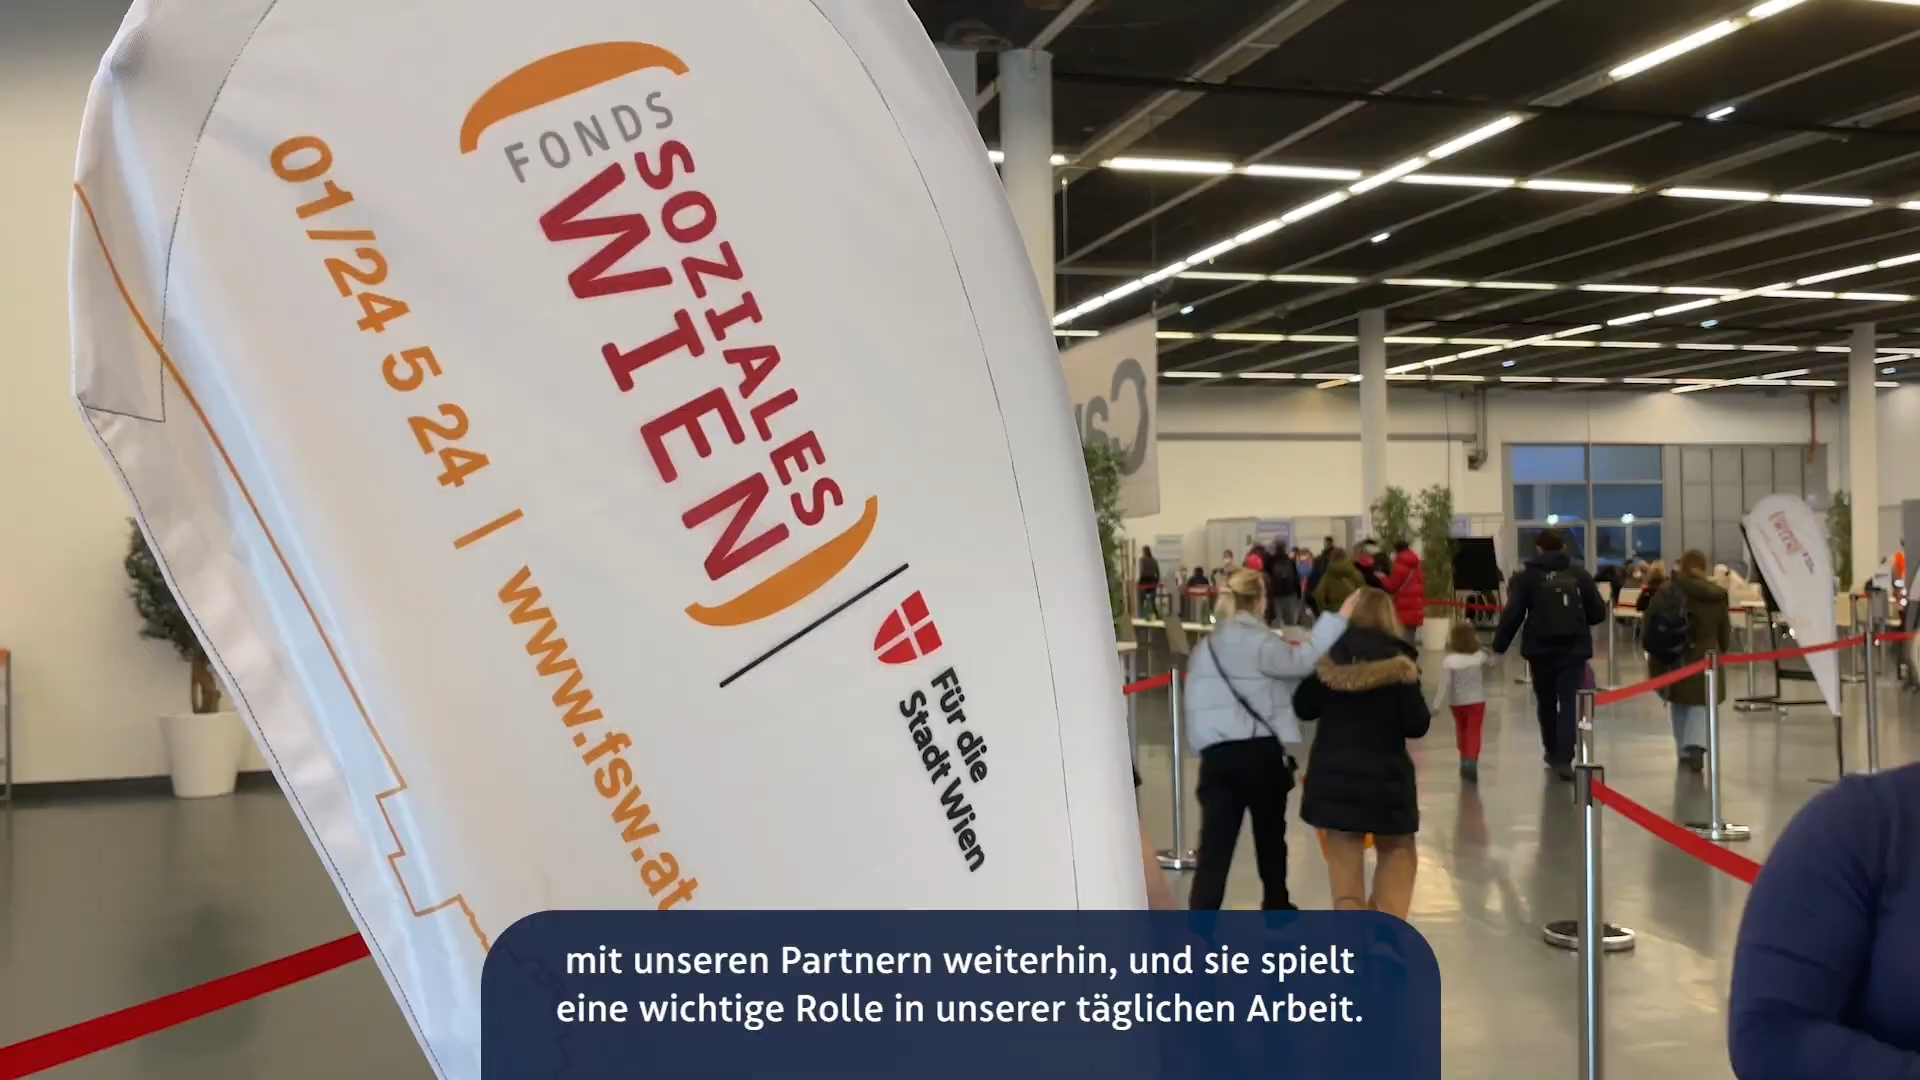 FONDS
SOZIALES
WIEN
01/24 5 24 | www.fsw.at
Für die
Stadt Wien
mit unseren Partnern weiterhin, und sie spielt
eine wichtige Rolle in unserer täglichen Arbeit.